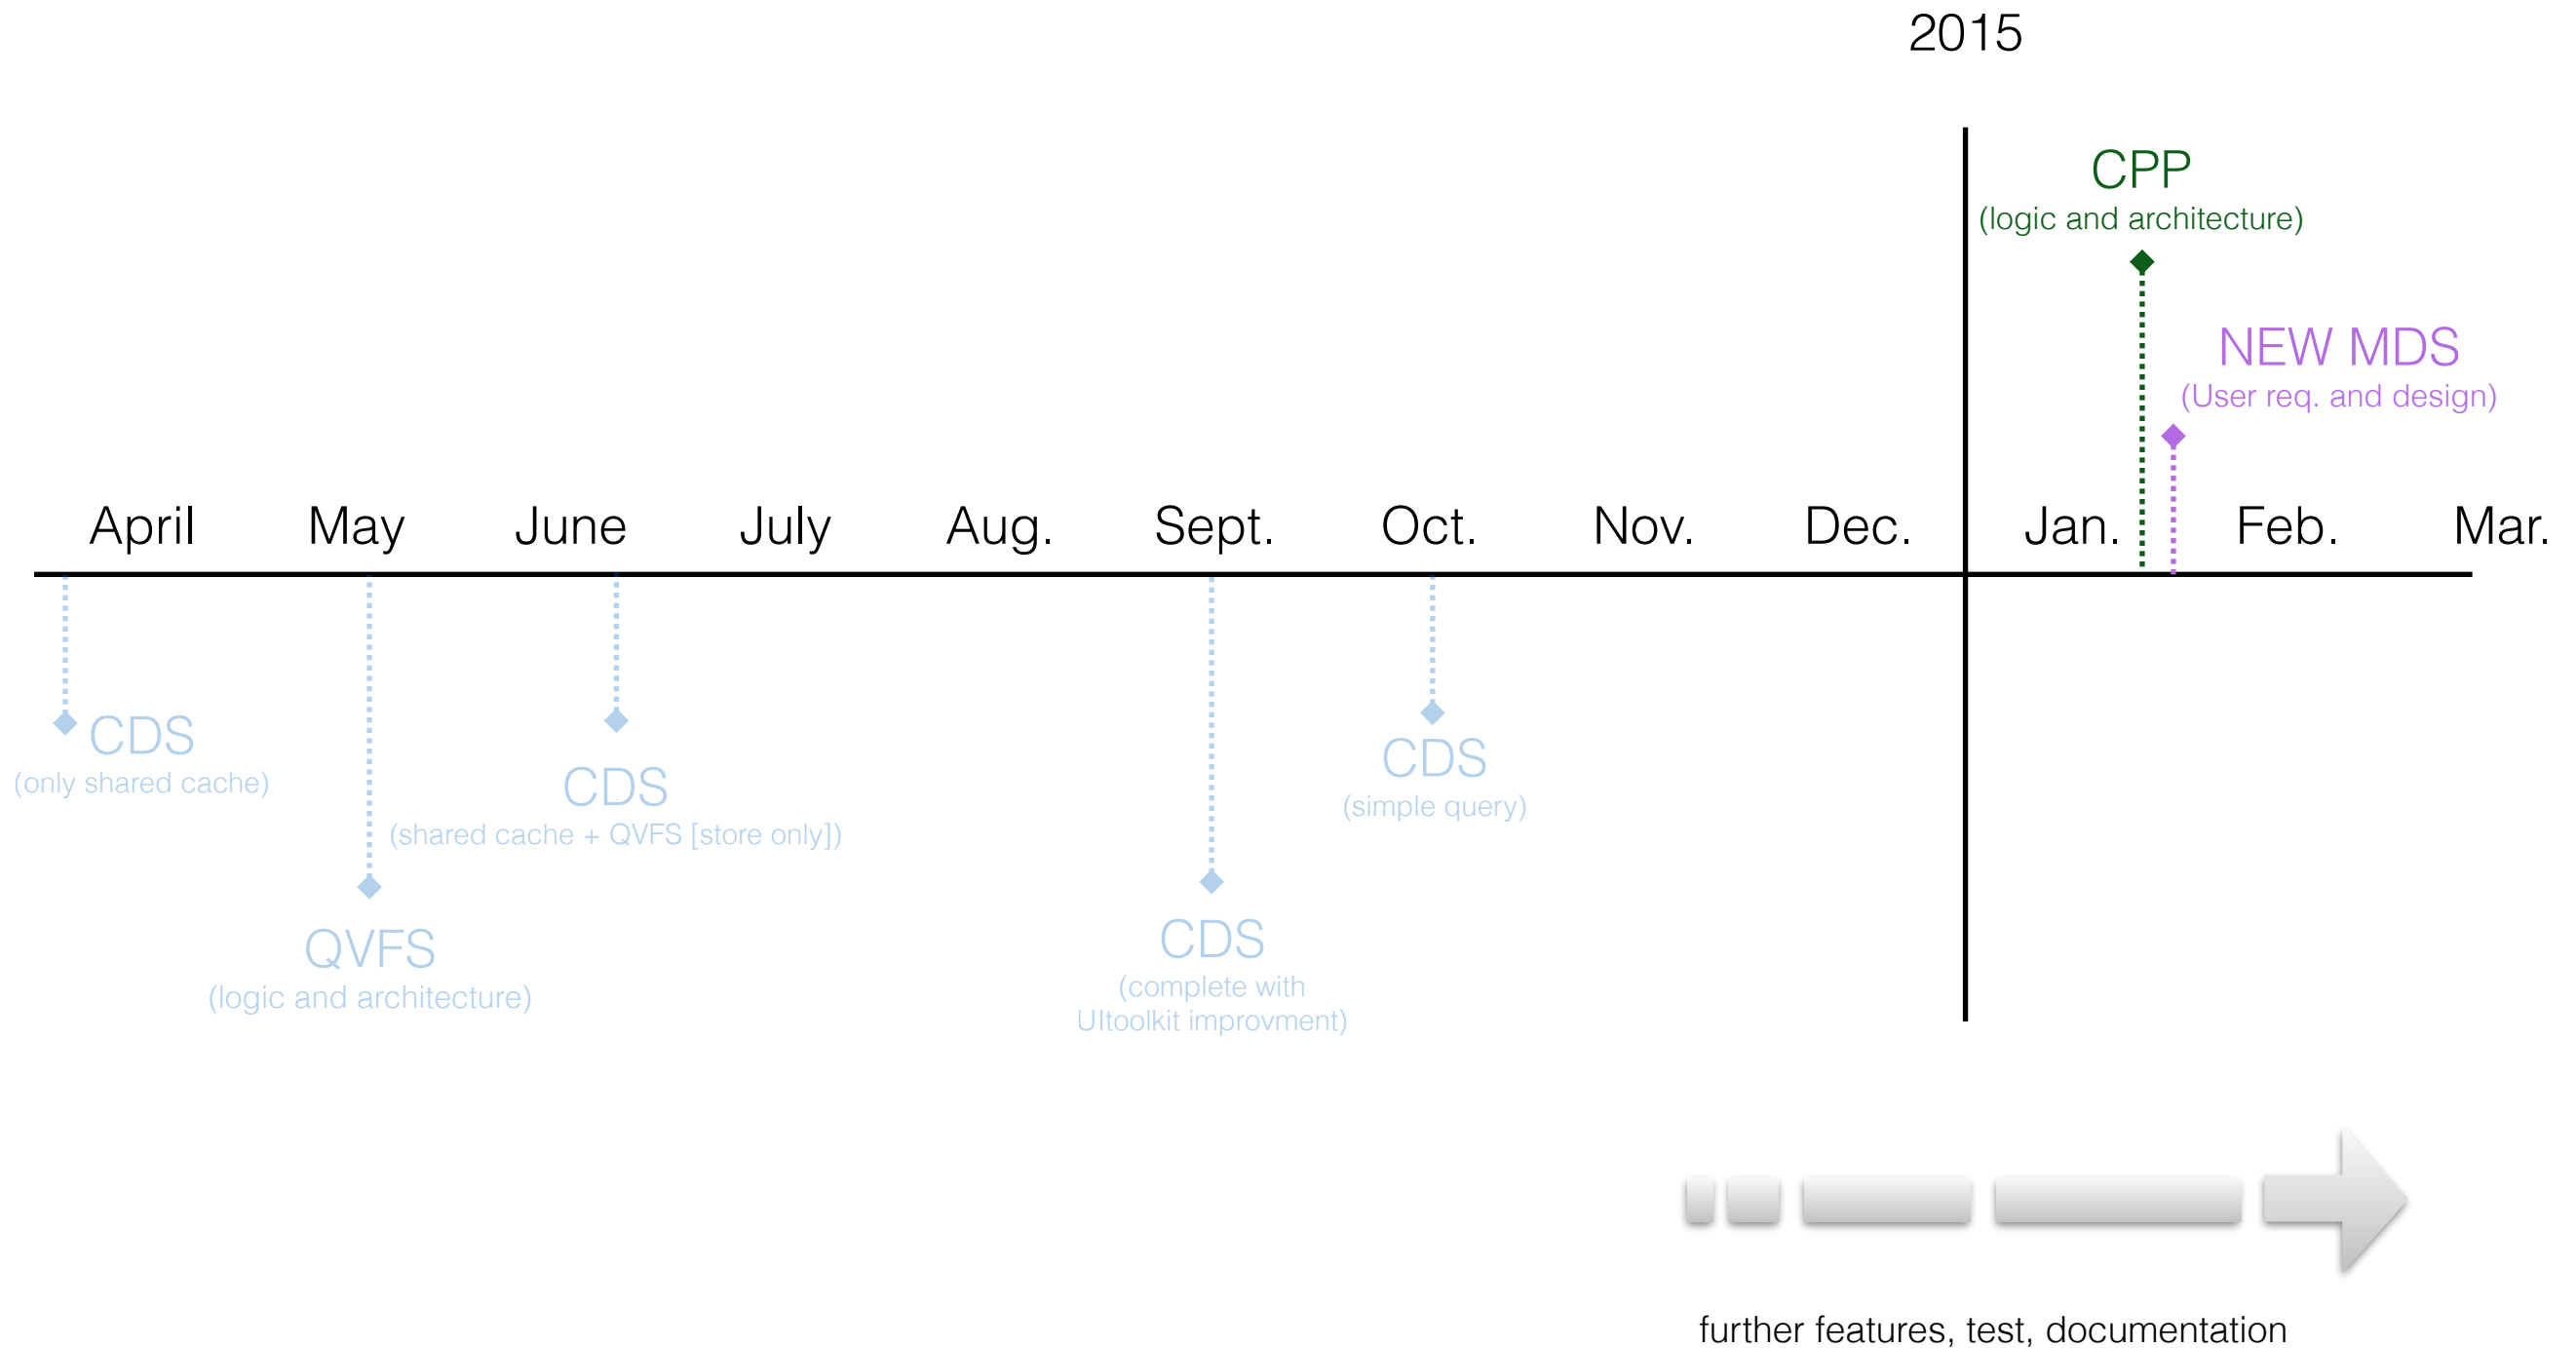 2015
CPP
(logic and architecture)
NEW MDS
(User req. and design)
April May June July Aug. Sept. Oct. Nov. Dec. Jan. Feb. Mar.
CDS
(only shared cache)
CDS
(shared cache + QVFS [store only])
CDS
(simple query)
QVFS
(logic and architecture)
CDS
(complete with
UItoolkit improvment)
further features, test, documentation